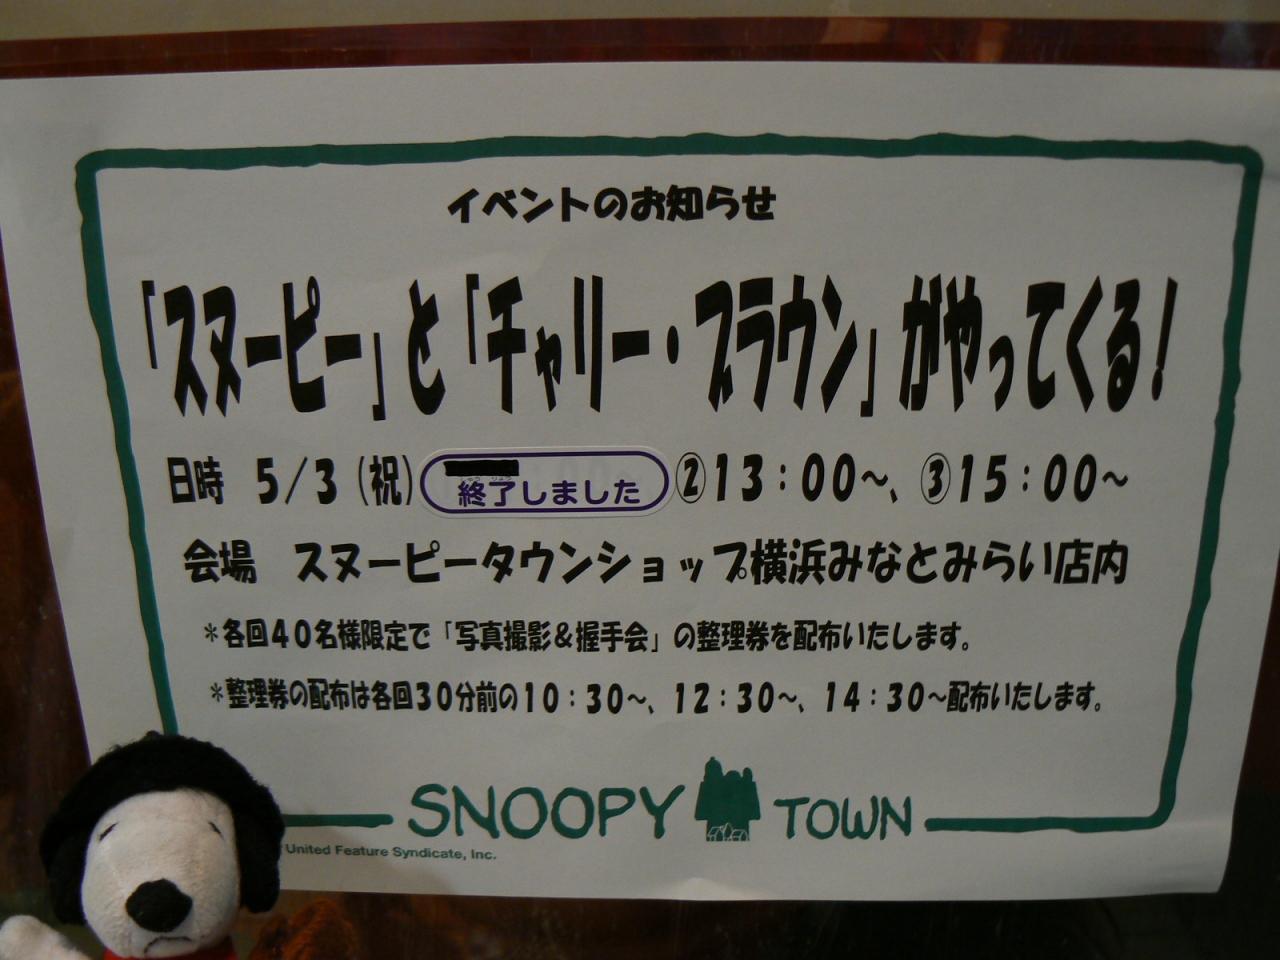 イベントのお知らせ
「スヌーピー」と「チャリー・ブラウン」がやってくる!
日時 5/3(祝) 終了しました ②13:00~、③15:00~
会場 スヌーピータウンショップ横浜みなとみらい店内
*各回40名様限定で「写真撮影&握手会」の整理券を配布いたします。
*整理券の配布は各回30分前の10:30~、12:30~、14:30~配布いたします。
SNOOPY TOWN
United Feature Syndicate, Inc.